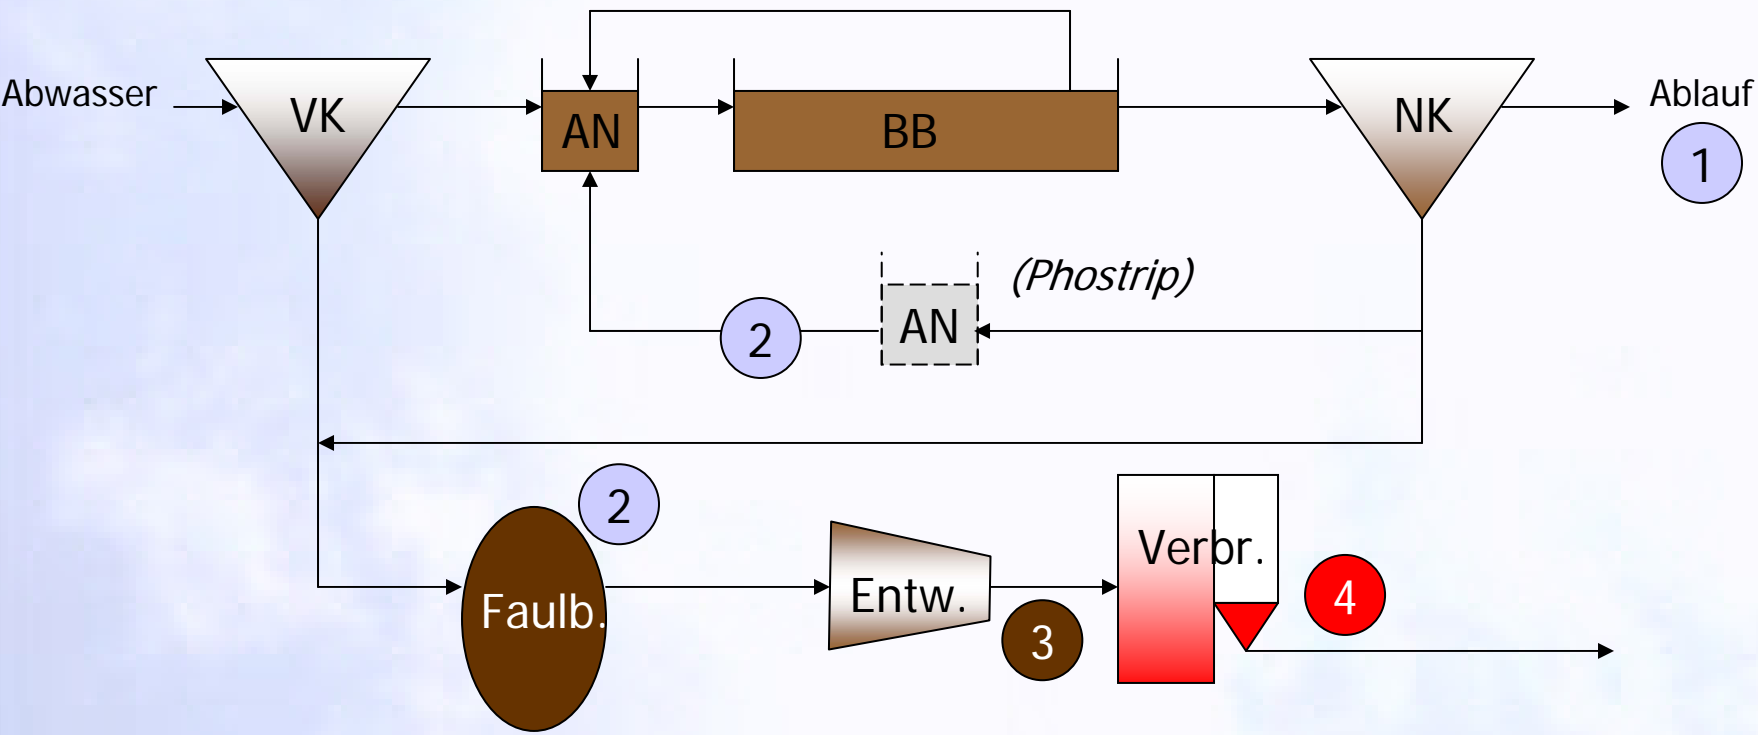 Abwasser
VK
AN
BB
NK
Ablauf
1
(Phostrip)
AN
2
2
Faulb.
Entw.
3
Verbr.
4